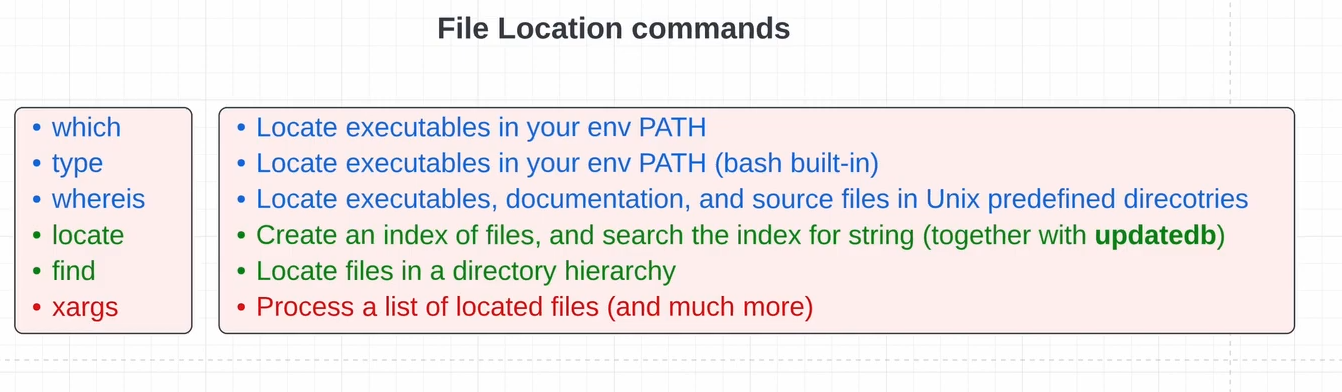 File Location commands
• which
• type
• whereis
• locate
• find
• xargs
• Locate executables in your env PATH
• Locate executables in your env PATH (bash built-in)
• Locate executables, documentation, and source files in Unix predefined direcotries
• Create an index of files, and search the index for string (together with updatedb)
• Locate files in a directory hierarchy
• Process a list of located files (and much more)